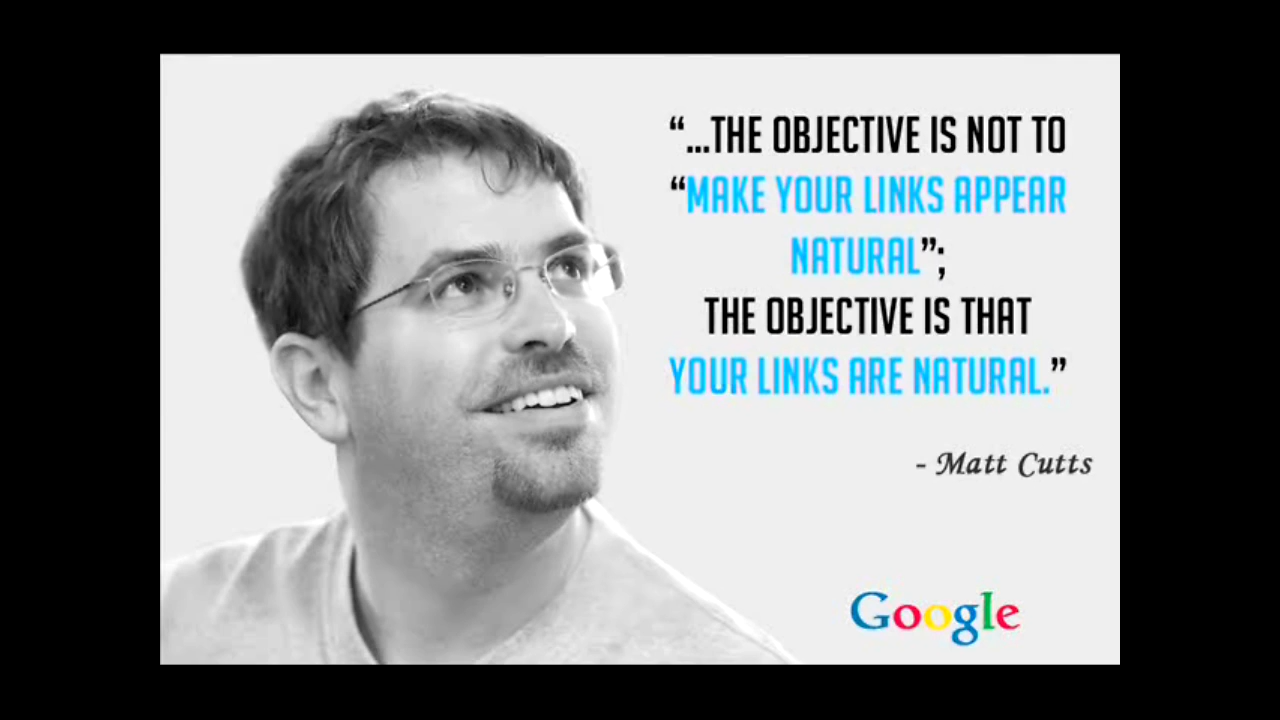 “...THE OBJECTIVE IS NOT TO
“MAKE YOUR LINKS APPEAR
NATURAL”;
THE OBJECTIVE IS THAT
YOUR LINKS ARE NATURAL.”
- Matt Cutts
Google